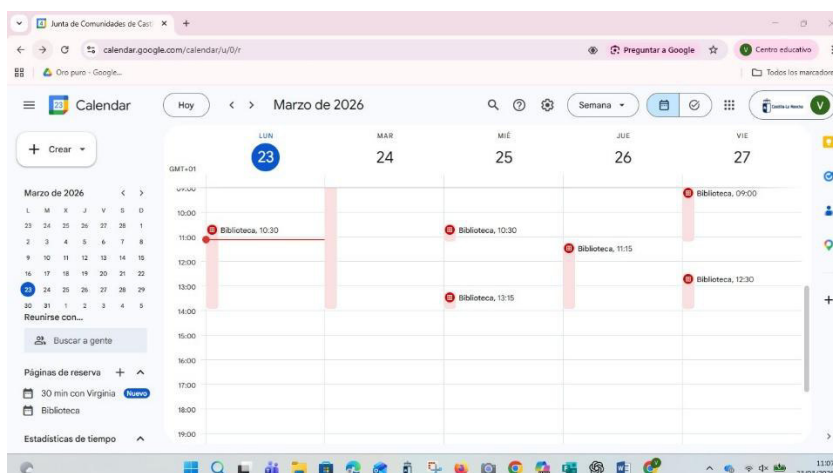 Junta de Comunidades de Casti
calendar.google.com/calendar/u/0/r
Preguntar a Google
Centro educativo
Oro puro - Google...
Todos los marcadore
23
Calendar
Hoy
Marzo de 2026
Semana
V
Crear
LUN MAR MIÉ JUE VIE
23 24 25 26 27
GMT+01
Marzo de 2026
L M X J V S D
23 24 25 26 27 28 1
2 3 4 5 6 7 8
9 10 11 12 13 14 15
16 17 18 19 20 21 22
23 24 25 26 27 28 29
30 31 1 2 3 4 5
Reunirse con...
Buscar a gente
Páginas de reserva
30 min con Virginia Nuevo
Biblioteca
Estadísticas de tiempo
09:00
10:00
11:00
12:00
13:00
14:00
15:00
16:00
17:00
18:00
19:00
Biblioteca, 10:30
Biblioteca, 10:30
Biblioteca, 13:15
Biblioteca, 11:15
Biblioteca, 09:00
Biblioteca, 12:30